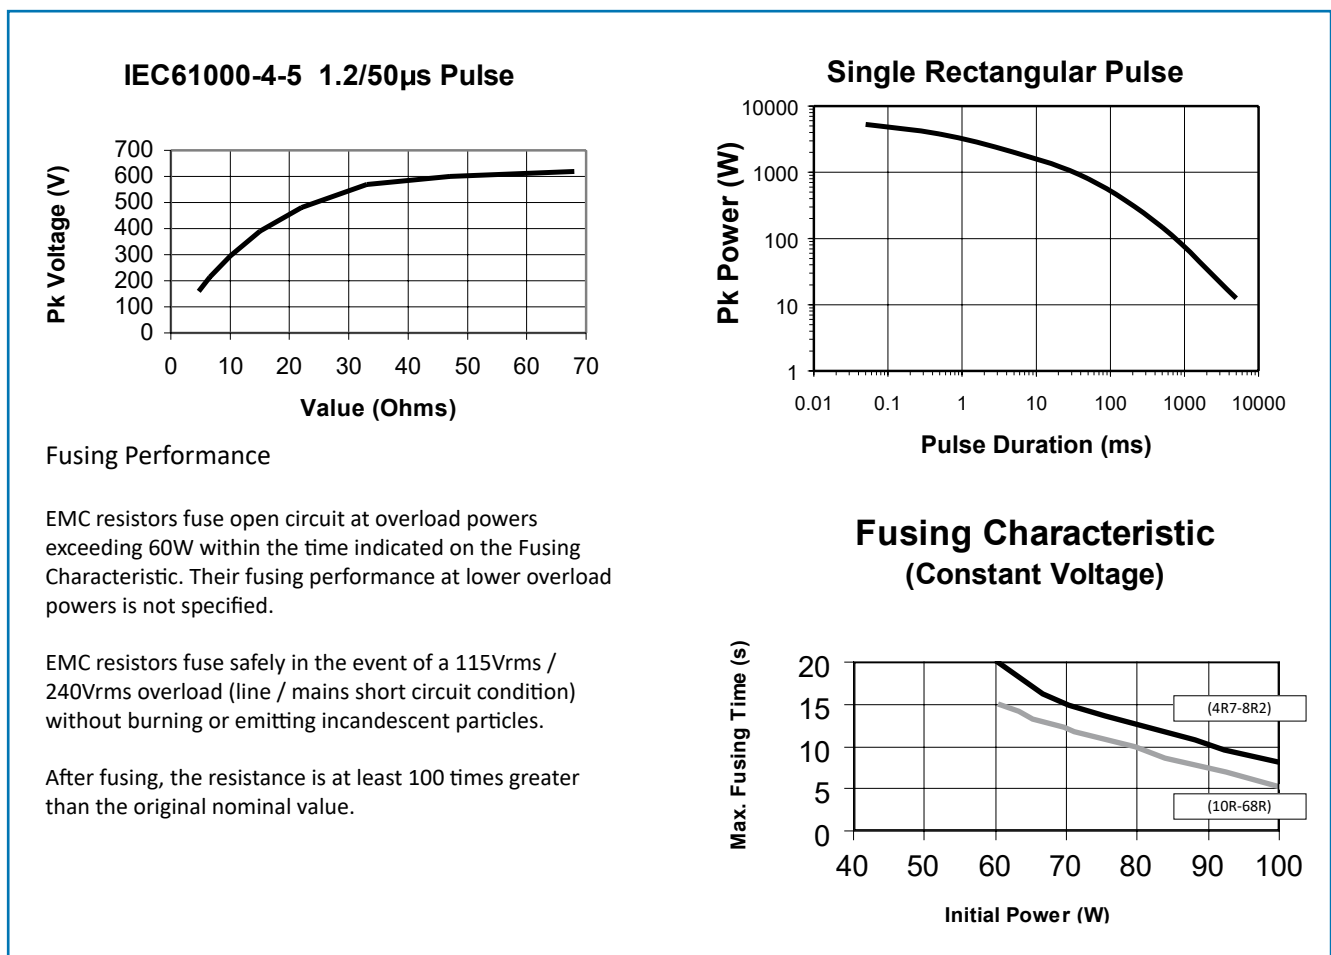 IEC61000-4-5 1.2/50µs Pulse
Pk Voltage (V)
700
600
500
400
300
200
100
0
0 10 20 30 40 50 60 70
Value (Ohms)
Single Rectangular Pulse
Pk Power (W)
10000
1000
100
10
1
0.01 0.1 1 10 100 1000 10000
Pulse Duration (ms)
Fusing Performance
EMC resistors fuse open circuit at overload powers
exceeding 60W within the time indicated on the Fusing
Characteristic. Their fusing performance at lower overload
powers is not specified.
EMC resistors fuse safely in the event of a 115Vrms /
240Vrms overload (line / mains short circuit condition)
without burning or emitting incandescent particles.
After fusing, the resistance is at least 100 times greater
than the original nominal value.
Fusing Characteristic
(Constant Voltage)
Max. Fusing Time (s)
20
15
10
5
0
(4R7-8R2)
(10R-68R)
40 50 60 70 80 90 100
Initial Power (W)